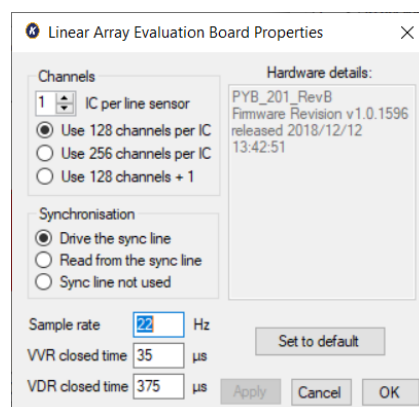 Linear Array Evaluation Board Properties
Channels
1 IC per line sensor
Use 128 channels per IC
Use 256 channels per IC
Use 128 channels + 1
Synchronisation
Drive the sync line
Read from the sync line
Sync line not used
Sample rate 22 Hz
VVR closed time 35 µs
VDR closed time 375 µs
Hardware details:
PYB_201_RevB
Firmware Revision v1.0.1596
released 2018/12/12
13:42:51
Set to default
Apply Cancel OK